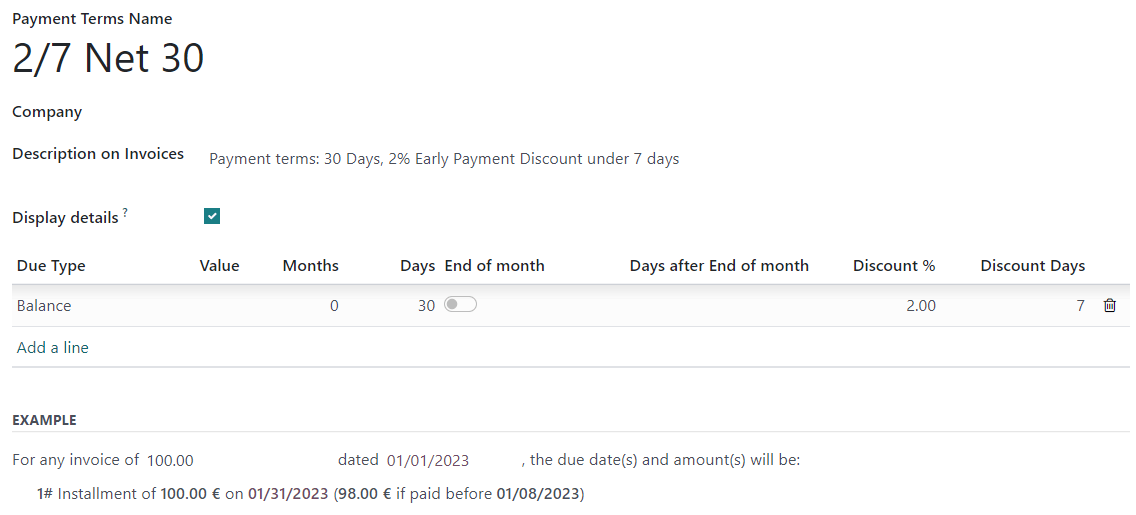 Payment Terms Name
2/7 Net 30
Company
Description on Invoices Payment terms: 30 Days, 2% Early Payment Discount under 7 days
Display details ?
Due Type Value Months Days End of month Days after End of month Discount % Discount Days
Balance 0 30 2.00 7
Add a line
EXAMPLE
For any invoice of 100.00 dated 01/01/2023 , the due date(s) and amount(s) will be:
1# Installment of 100.00 € on 01/31/2023 (98.00 € if paid before 01/08/2023)